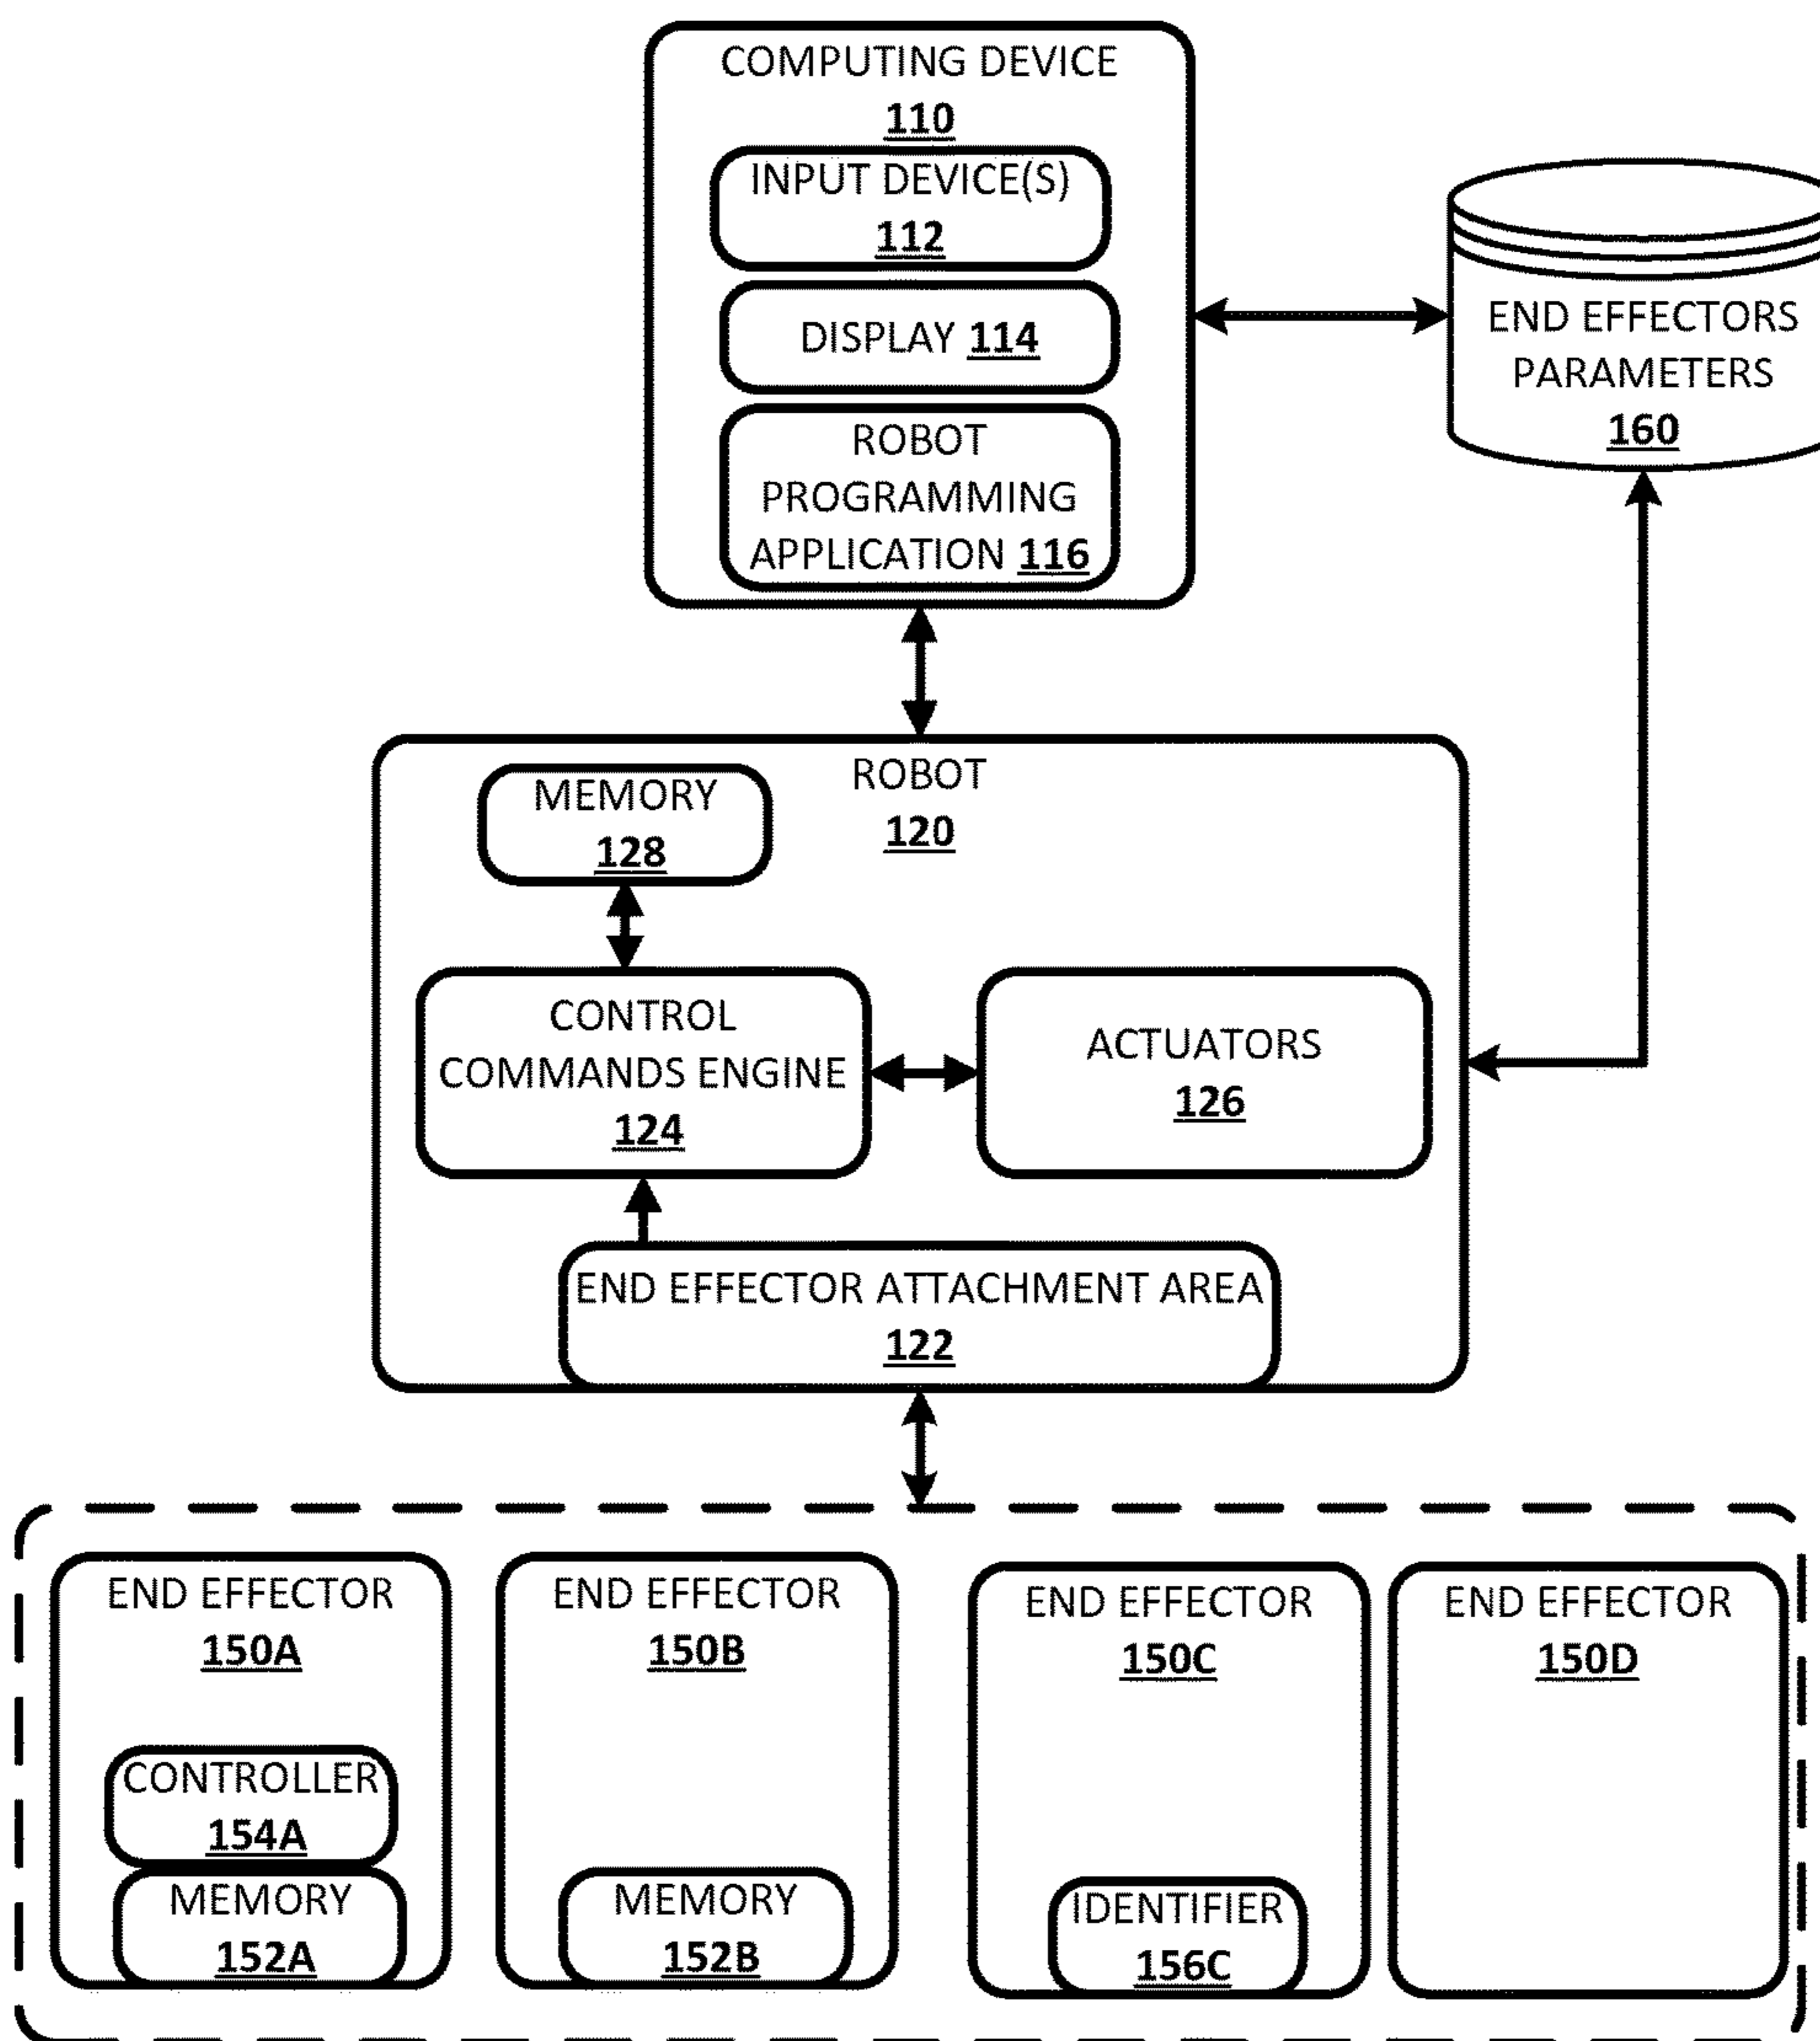 COMPUTING DEVICE
110
INPUT DEVICE(S)
112
DISPLAY 114
ROBOT
PROGRAMMING
APPLICATION 116
END EFFECTORS
PARAMETERS
160
ROBOT
120
MEMORY
128
CONTROL
COMMANDS ENGINE
124
ACTUATORS
126
END EFFECTOR ATTACHMENT AREA
122
END EFFECTOR
150A
CONTROLLER
154A
MEMORY
152A
END EFFECTOR
150B
MEMORY
152B
END EFFECTOR
150C
IDENTIFIER
156C
END EFFECTOR
150D